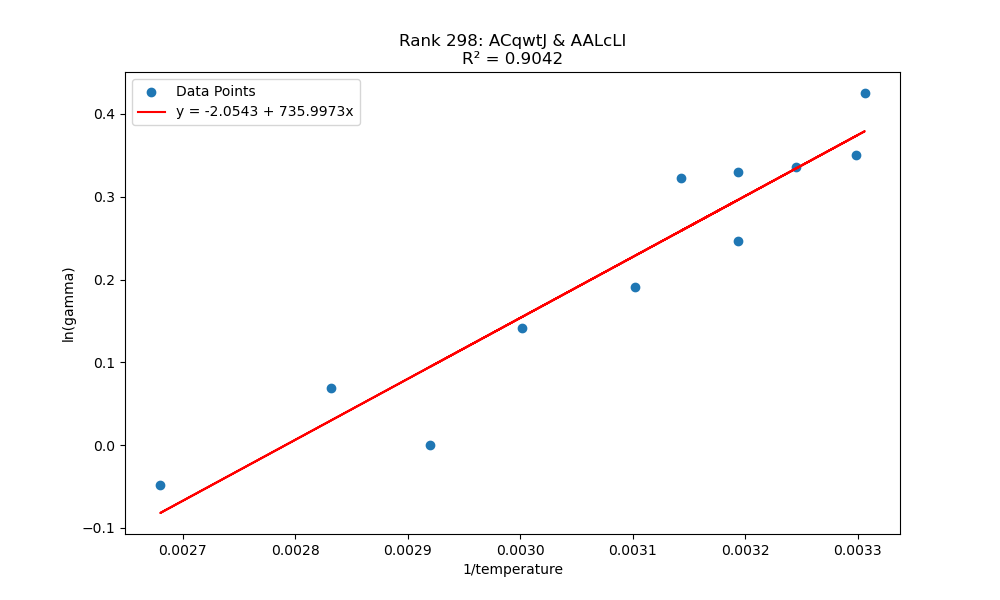 Rank 298: ACqwtJ & AALcLI
R² = 0.9042
Data Points
y = -2.0543 + 735.9973x
0.4
0.3
0.2
0.1
0.0
−0.1
ln(gamma)
0.0027 0.0028 0.0029 0.0030 0.0031 0.0032 0.0033
1/temperature